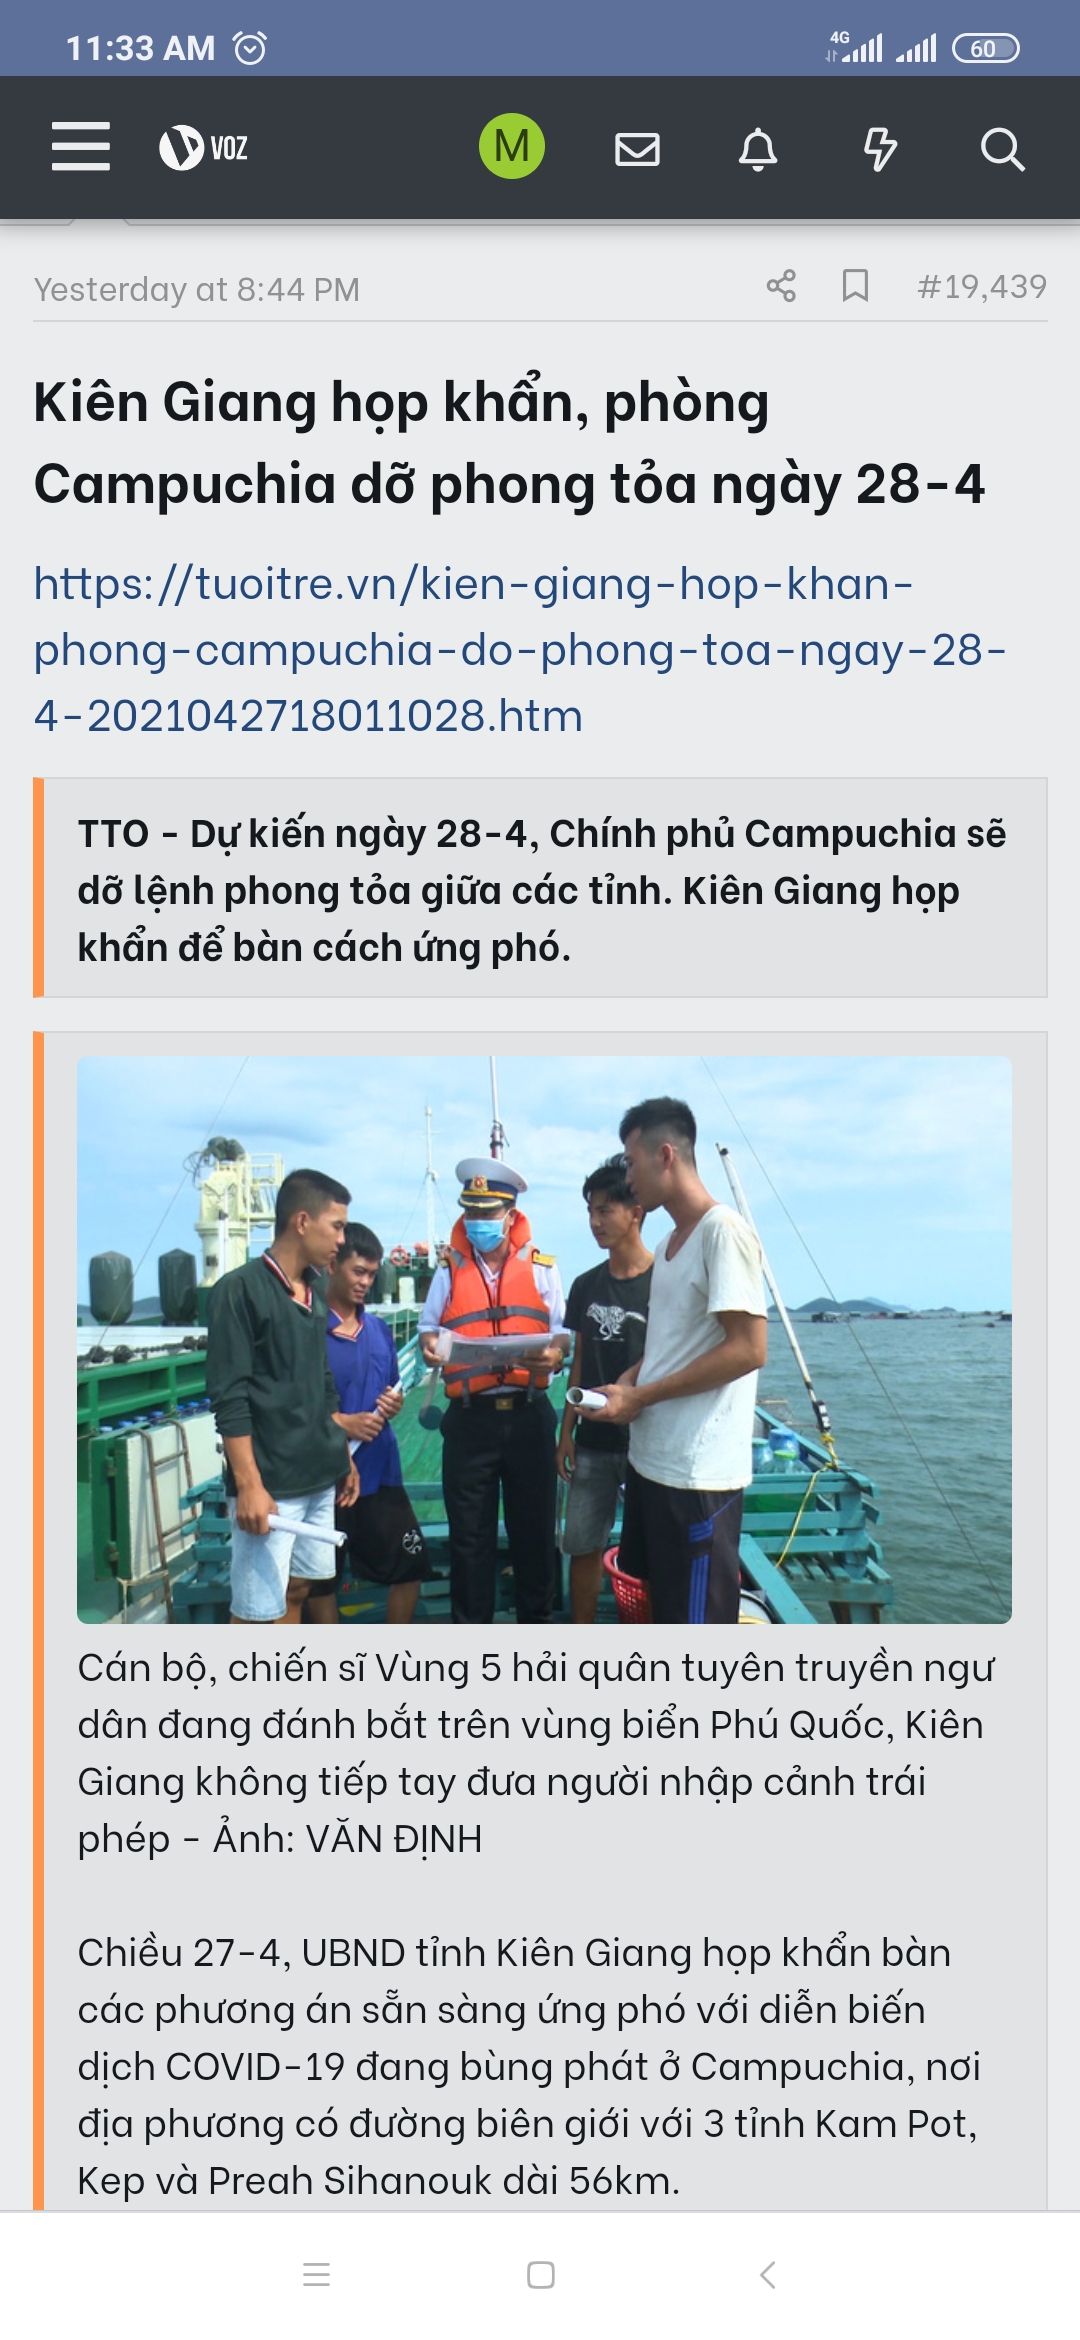 11:33 AM
4G
60
VOZ
M
Yesterday at 8:44 PM
#19,439
Kiên Giang họp khẩn, phòng
Campuchia dỡ phong tỏa ngày 28-4
https://tuoitre.vn/kien-giang-hop-khan-
phong-campuchia-do-phong-toa-ngay-28-
4-2021042718011028.htm
TTO - Dự kiến ngày 28-4, Chính phủ Campuchia sẽ
dỡ lệnh phong tỏa giữa các tỉnh. Kiên Giang họp
khẩn để bàn cách ứng phó.
Cán bộ, chiến sĩ Vùng 5 hải quân tuyên truyền ngư
dân đang đánh bắt trên vùng biển Phú Quốc, Kiên
Giang không tiếp tay đưa người nhập cảnh trái
phép - Ảnh: VĂN ĐỊNH
Chiều 27-4, UBND tỉnh Kiên Giang họp khẩn bàn
các phương án sẵn sàng ứng phó với diễn biến
dịch COVID-19 đang bùng phát ở Campuchia, nơi
địa phương có đường biên giới với 3 tỉnh Kam Pot,
Kep và Preah Sihanouk dài 56km.